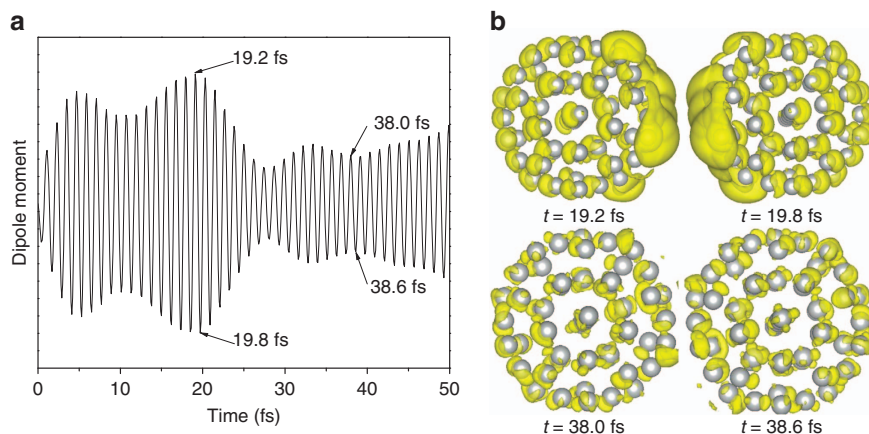 a
19.2 fs
38.0 fs
Dipole moment
38.6 fs
19.8 fs
0 10 20 30 40 50
Time (fs)
b
t = 19.2 fs t = 19.8 fs
t = 38.0 fs t = 38.6 fs